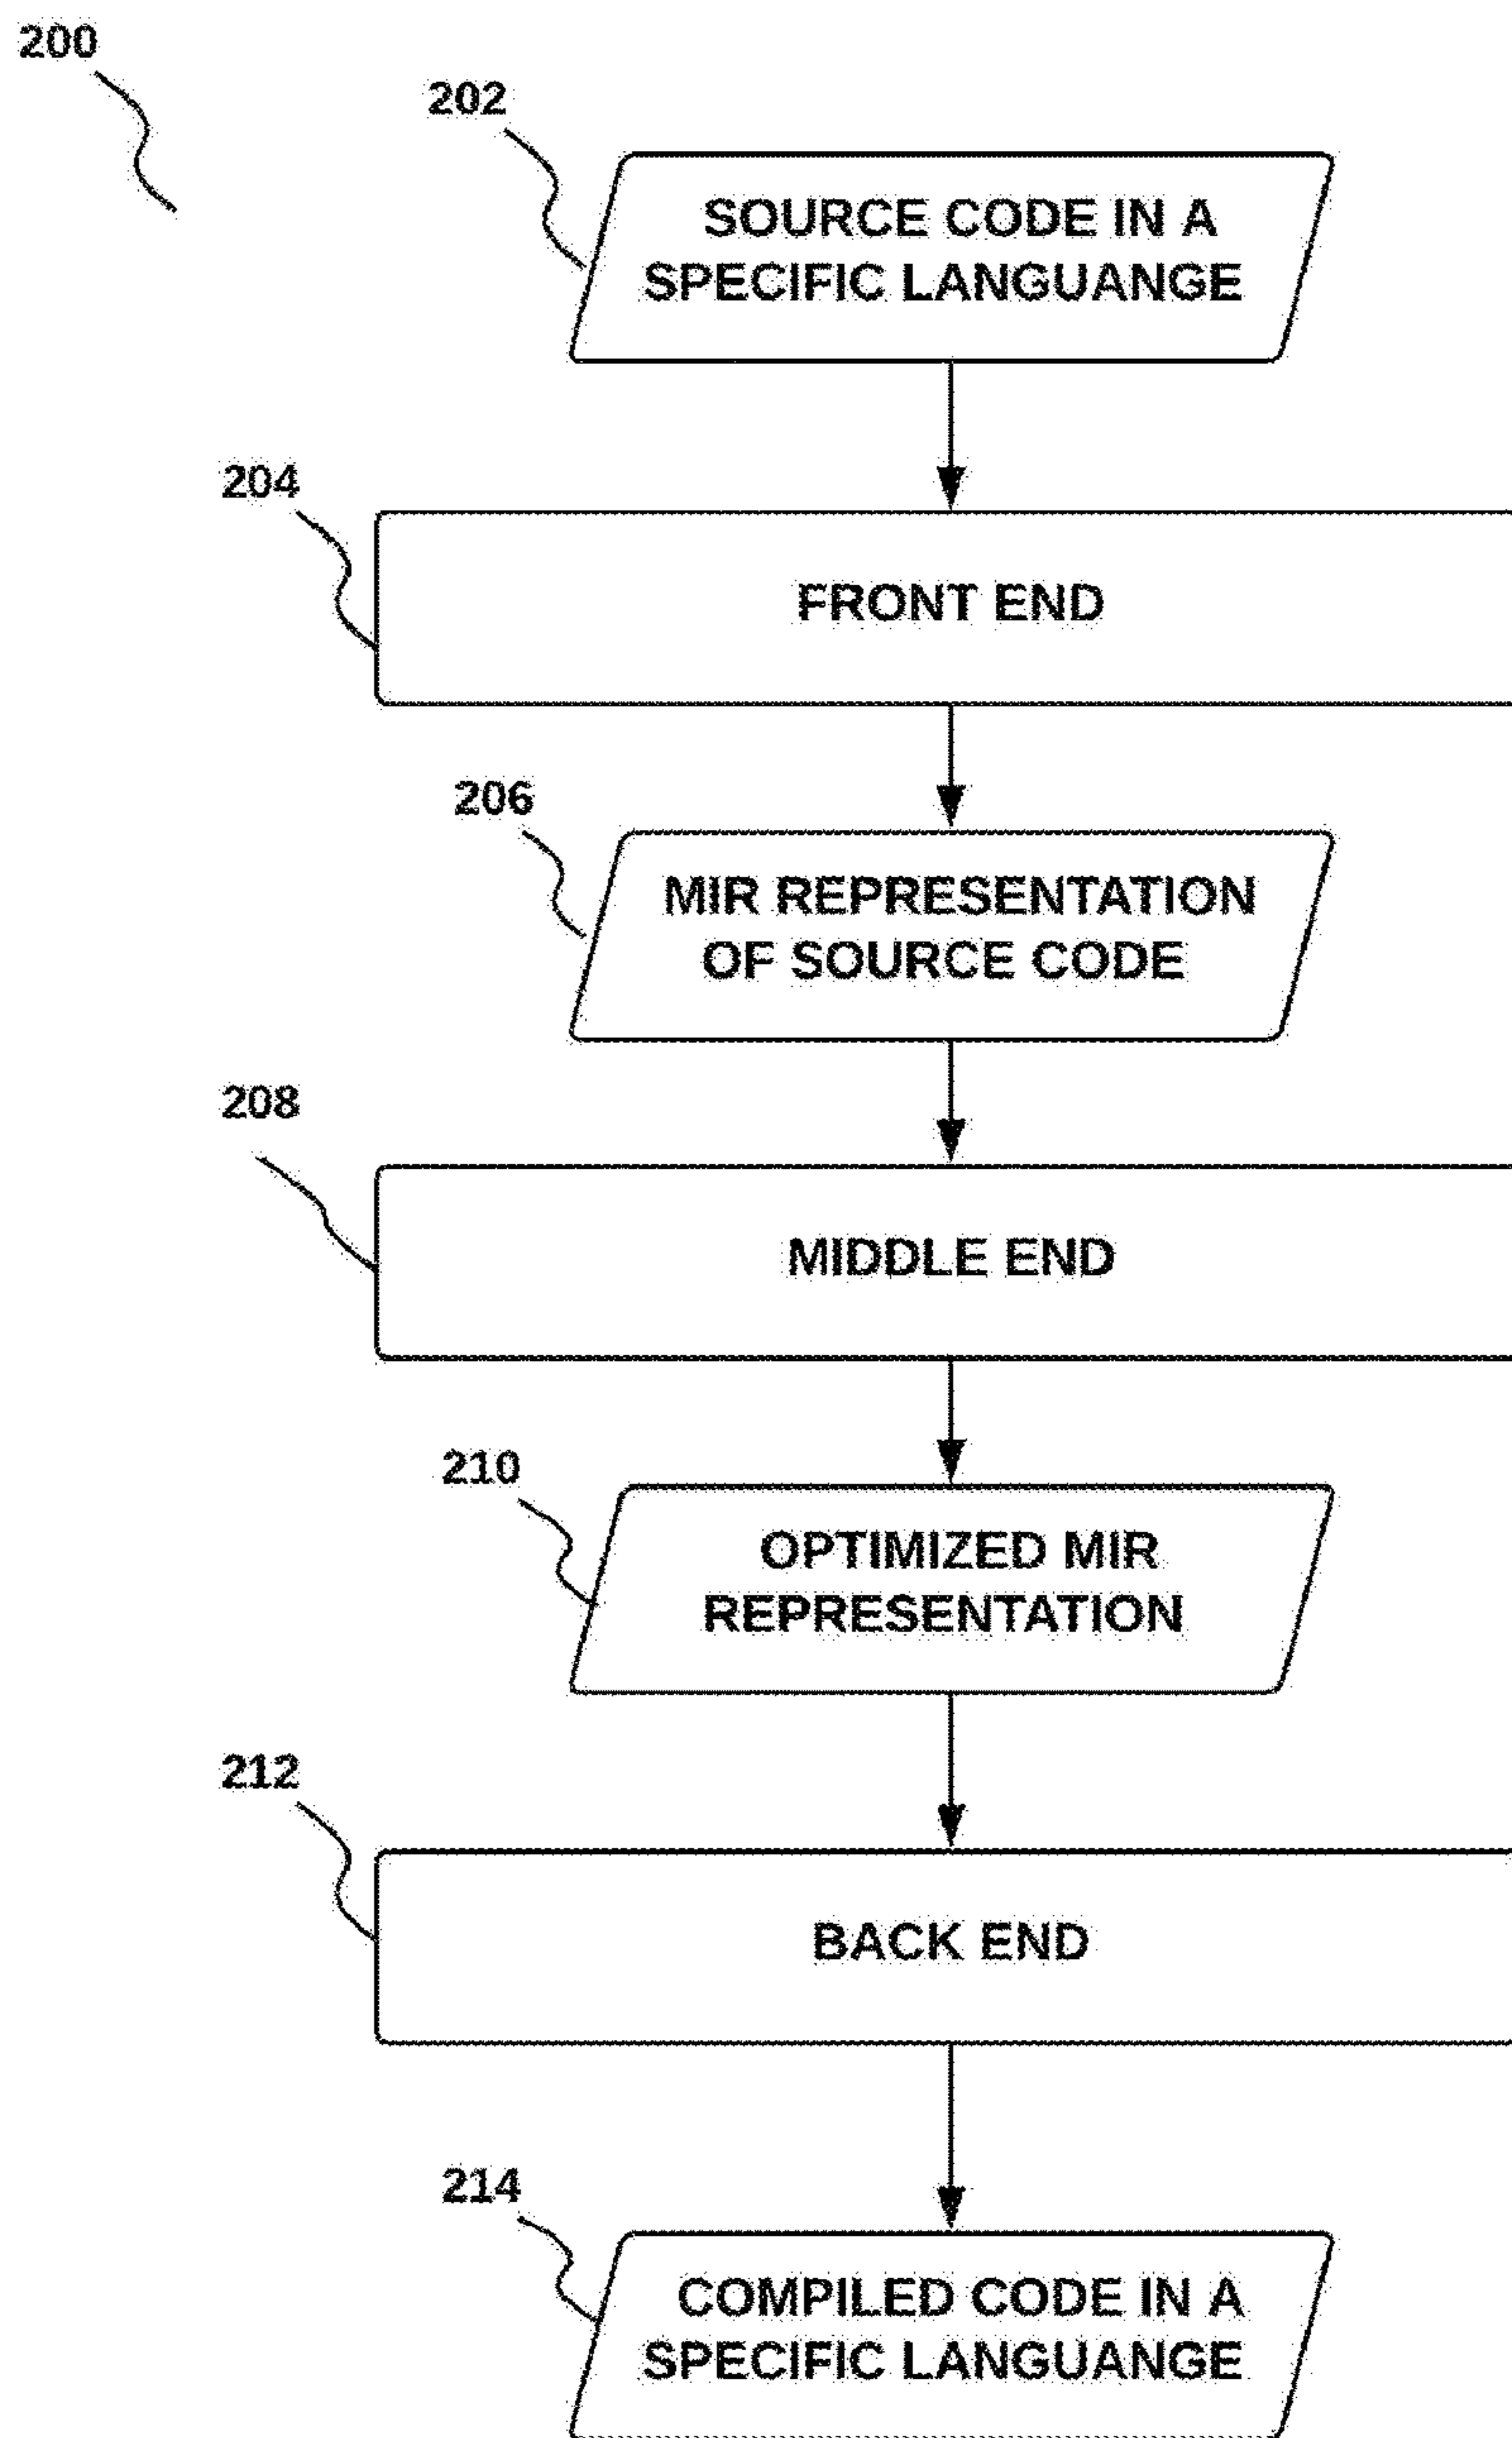 200
202
SOURCE CODE IN A
SPECIFIC LANGUANGE
204
FRONT END
206
MIR REPRESENTATION
OF SOURCE CODE
208
MIDDLE END
210
OPTIMIZED MIR
REPRESENTATION
212
BACK END
214
COMPILED CODE IN A
SPECIFIC LANGUANGE